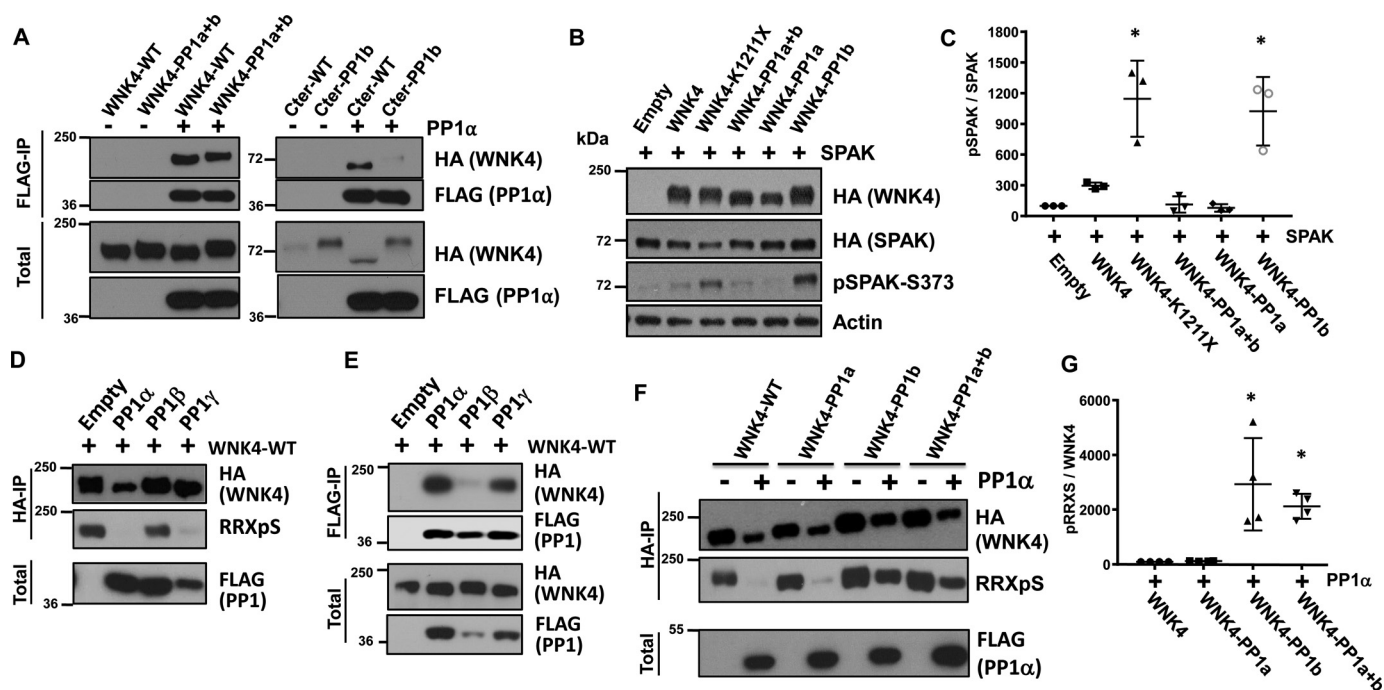 A
WNK4-WT
WNK4-PP1a+b
WNK4-WT
WNK4-PP1a+b
Cter-WT
Cter-PP1b
Cter-WT
Cter-PP1b
- - + + - - + + PP1α
FLAG-IP
250
72
HA (WNK4)
36
36
FLAG (PP1α)
Total
250
72
HA (WNK4)
36
36
FLAG (PP1α)
B
Empty
WNK4
WNK4-K1211X
WNK4-PP1a+b
WNK4-PP1a
WNK4-PP1b
kDa
+ + + + + + SPAK
250
HA (WNK4)
72
HA (SPAK)
72
pSPAK-S373
Actin
C
pSPAK / SPAK
1800
1500
1200
900
600
300
0
*
*
+ + + + + + SPAK
Empty
WNK4
WNK4-K1211X
WNK4-PP1a+b
WNK4-PP1a
WNK4-PP1b
D
Empty
PP1α
PP1β
PP1γ
+ + + + WNK4-WT
HA-IP
250
HA
(WNK4)
250
RRXpS
Total
36
FLAG
(PP1)
E
Empty
PP1α
PP1β
PP1γ
+ + + + WNK4-WT
FLAG-IP
250
HA
(WNK4)
36
FLAG
(PP1)
Total
250
HA
(WNK4)
36
FLAG
(PP1)
F
WNK4-WT
WNK4-PP1a
WNK4-PP1b
WNK4-PP1a+b
- + - + - + - + PP1α
HA-IP
250
HA
(WNK4)
250
RRXpS
Total
55
FLAG
(PP1α)
G
pRRXS / WNK4
6000
4000
2000
0
*
*
+ + + + PP1α
WNK4
WNK4-PP1a
WNK4-PP1b
WNK4-PP1a+b